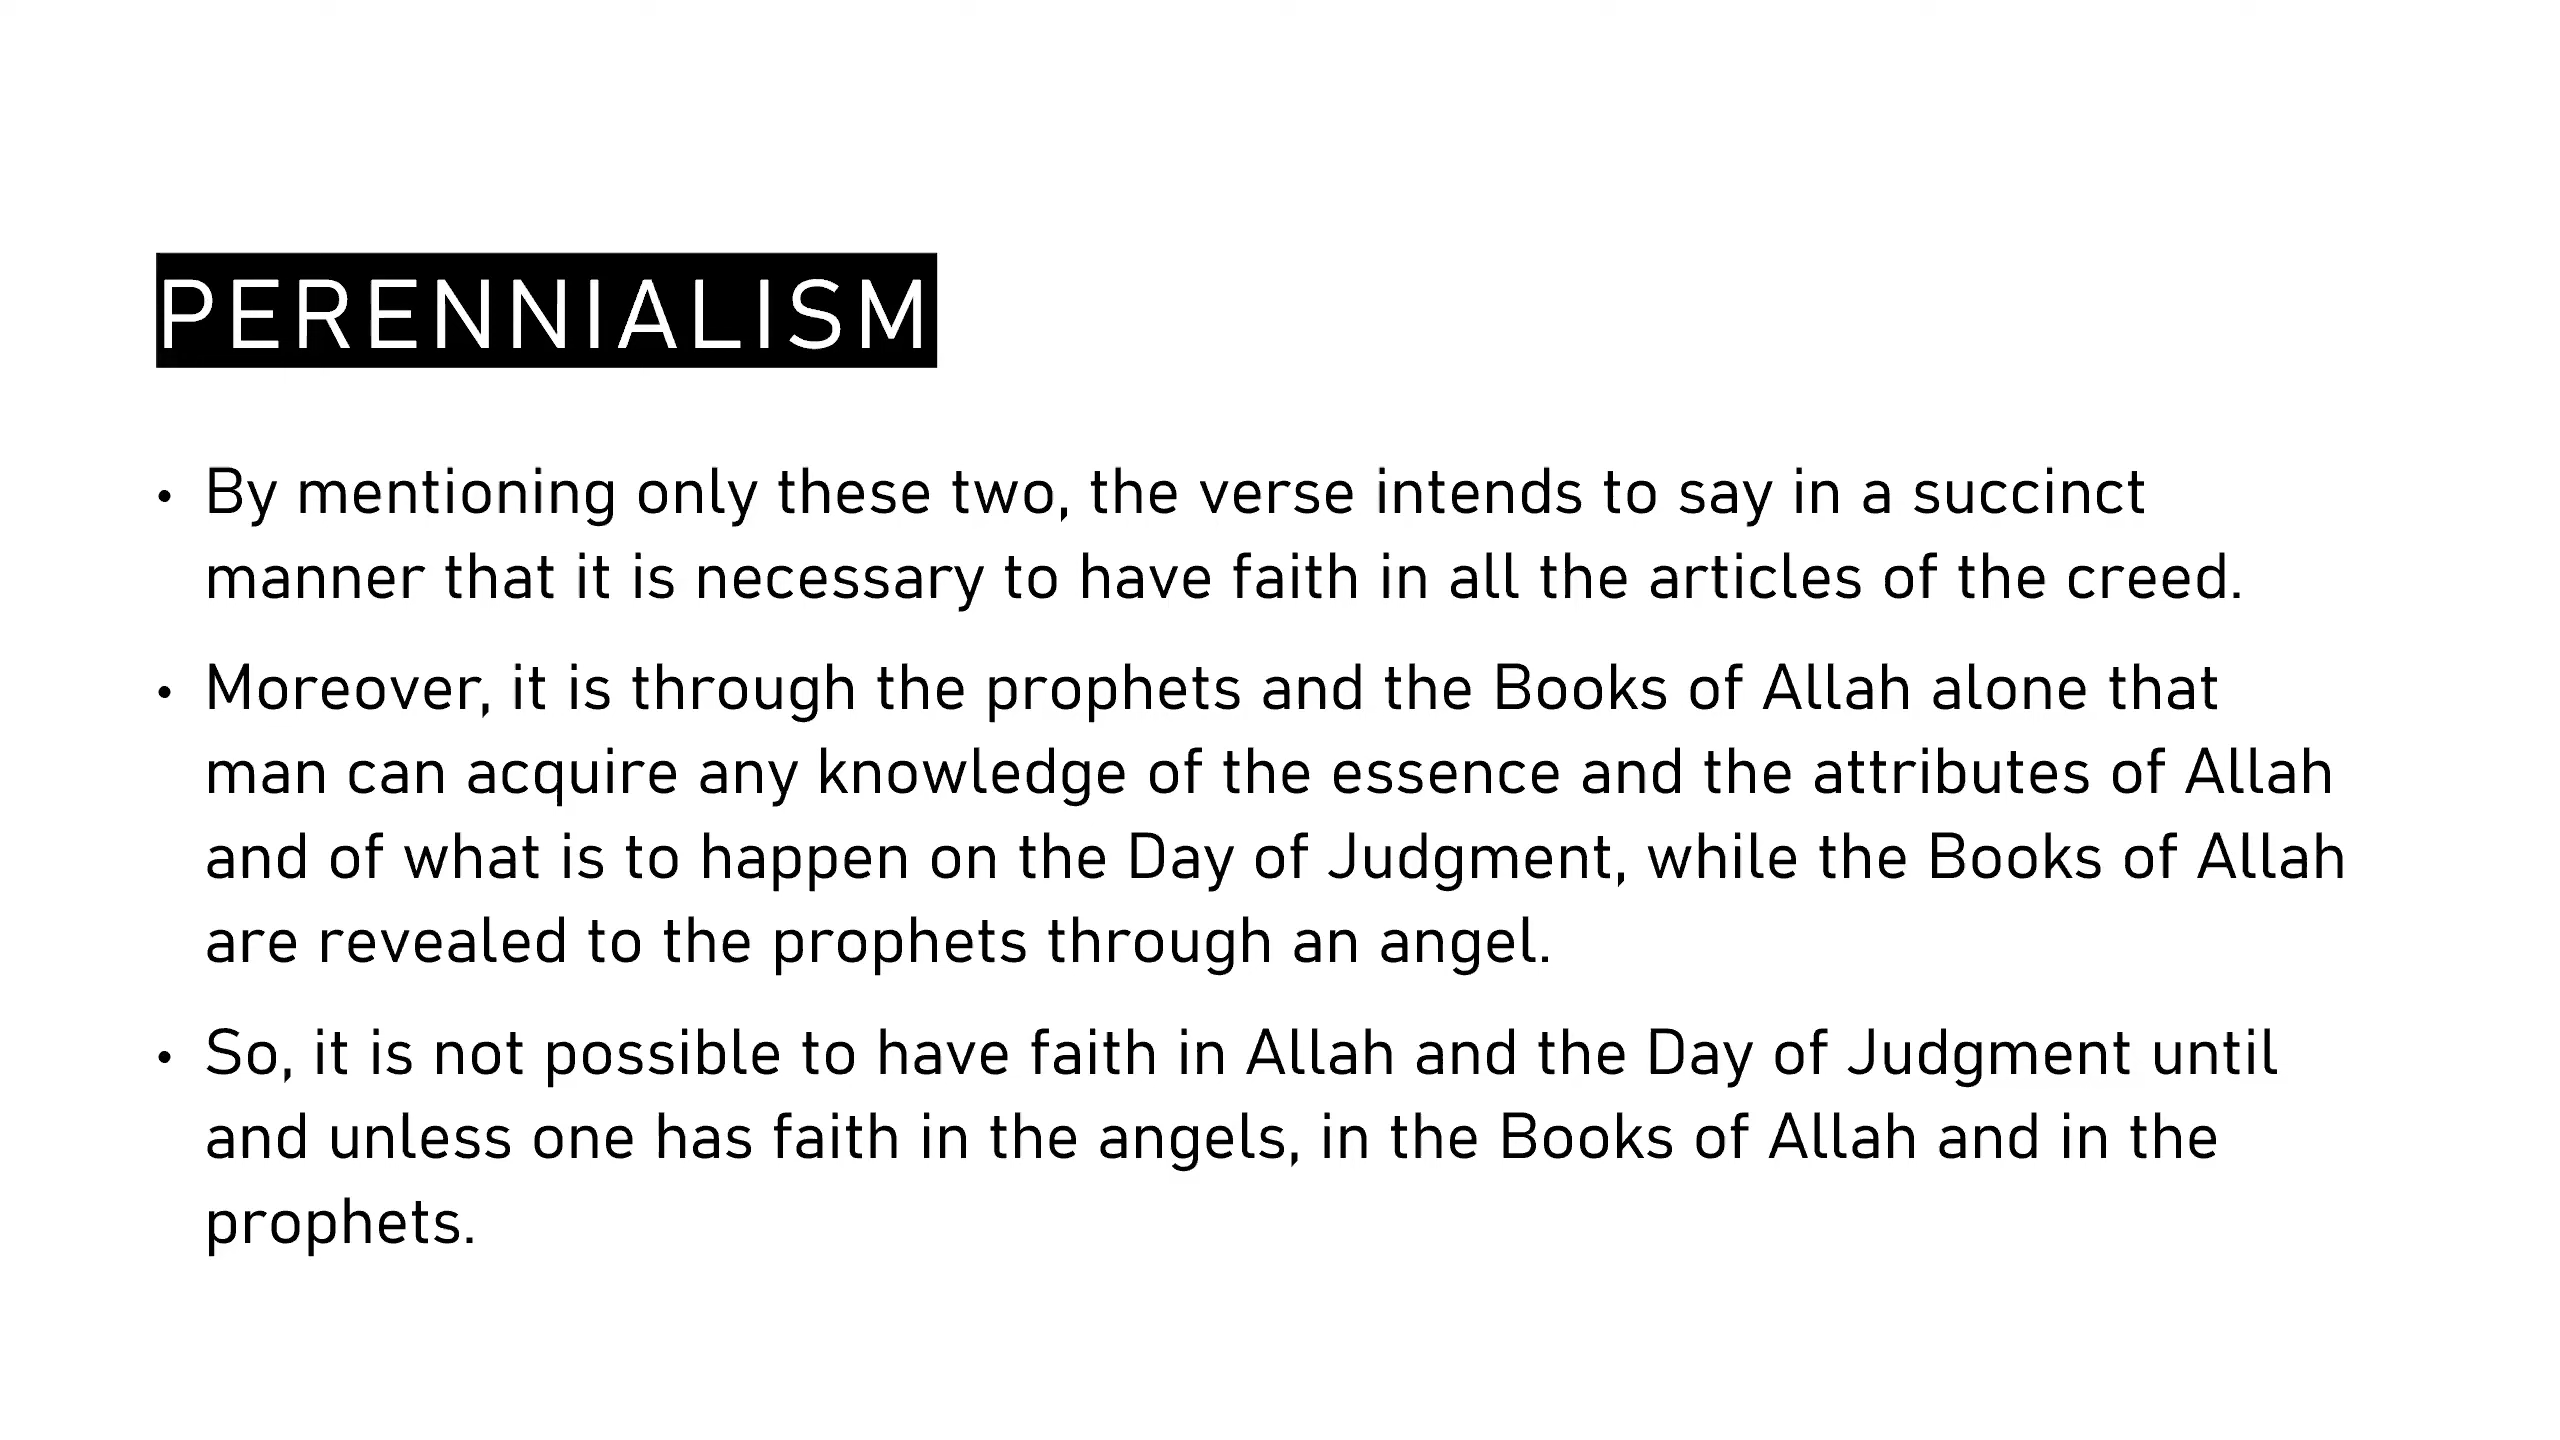 PERENNIALISM
• By mentioning only these two, the verse intends to say in a succinct
manner that it is necessary to have faith in all the articles of the creed.
• Moreover, it is through the prophets and the Books of Allah alone that
man can acquire any knowledge of the essence and the attributes of Allah
and of what is to happen on the Day of Judgment, while the Books of Allah
are revealed to the prophets through an angel.
• So, it is not possible to have faith in Allah and the Day of Judgment until
and unless one has faith in the angels, in the Books of Allah and in the
prophets.